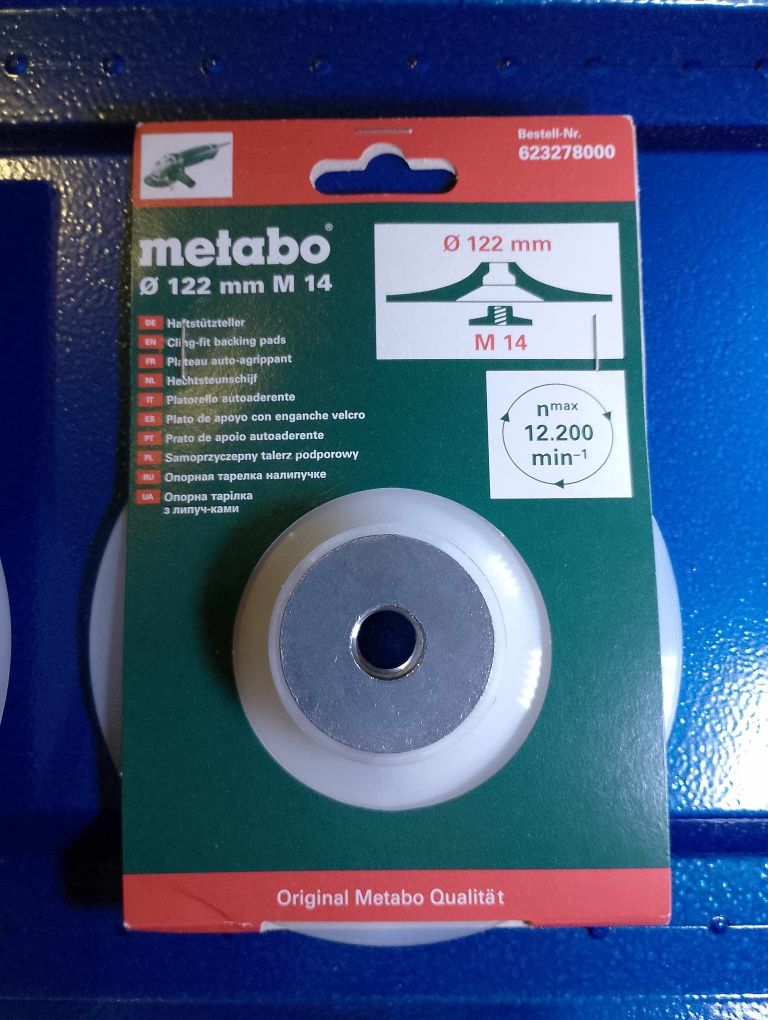 Bestell-Nr.
623278000
metabo®
Ø 122 mm M 14
Ø 122 mm
M 14
DE Haftstützteller
EN Cling-fit backing pads
FR Plateau auto-agrippant
NL Hechtsteunschijf
IT Platorello autoaderente
ES Plato de apoyo con enganche velcro
PT Prato de apoio autoaderente
PL Samoprzyczepny talerz podporowy
RU Опорная тарелка налипучке
UA Опорна тарілка
з липуч-ками
nmax
12.200
min–1
Original Metabo Qualität